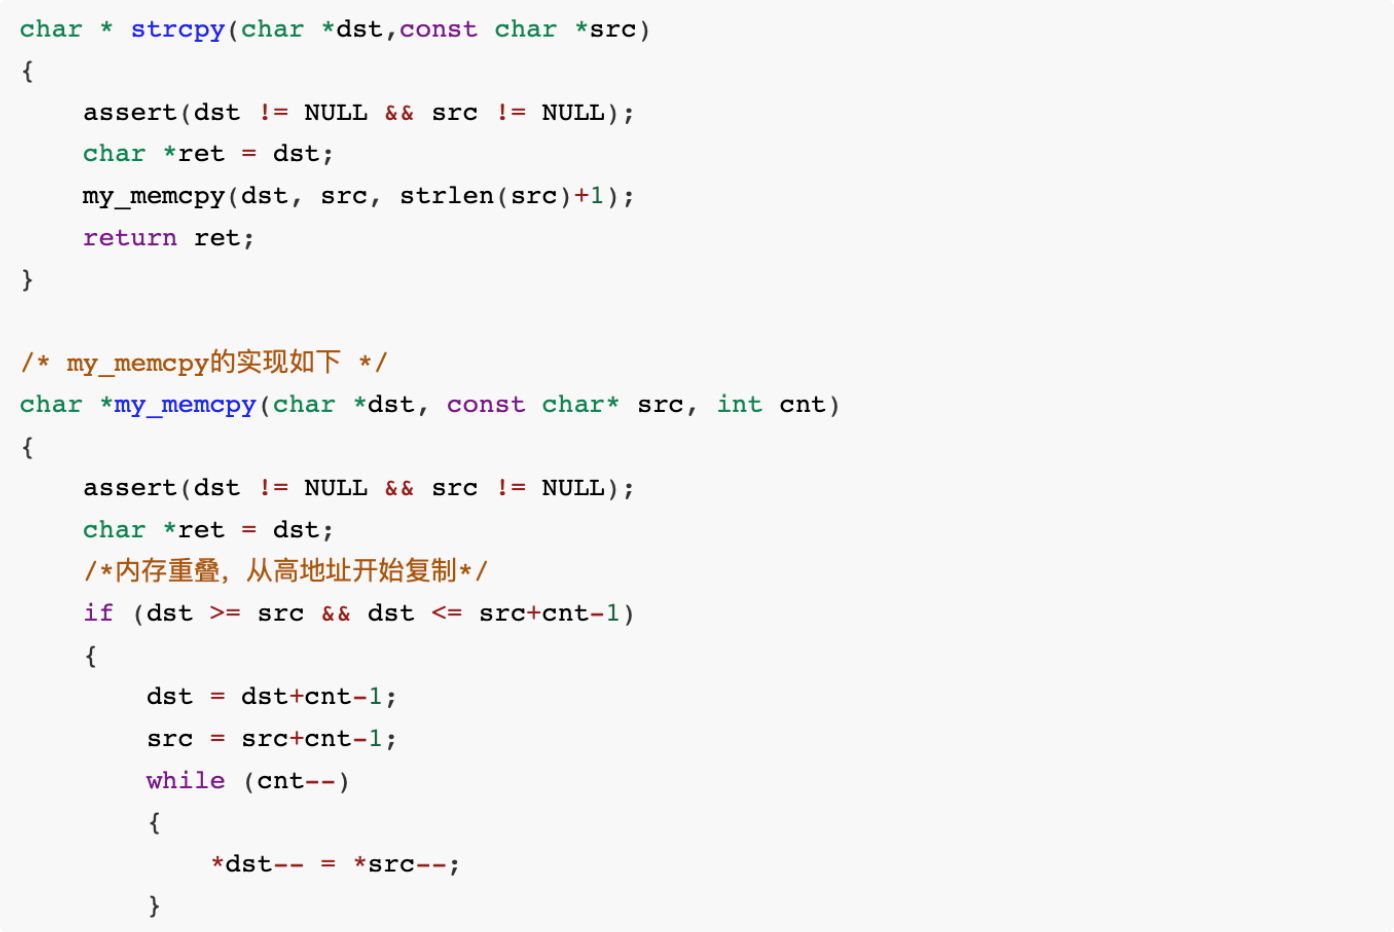 char * strcpy(char *dst,const char *src)
{
    assert(dst != NULL && src != NULL);
    char *ret = dst;
    my_memcpy(dst, src, strlen(src)+1);
    return ret;
}

/* my_memcpy的实现如下 */
char *my_memcpy(char *dst, const char* src, int cnt)
{
    assert(dst != NULL && src != NULL);
    char *ret = dst;
    /*内存重叠，从高地址开始复制*/
    if (dst >= src && dst <= src+cnt-1)
    {
        dst = dst+cnt-1;
        src = src+cnt-1;
        while (cnt--)
        {
            *dst-- = *src--;
        }